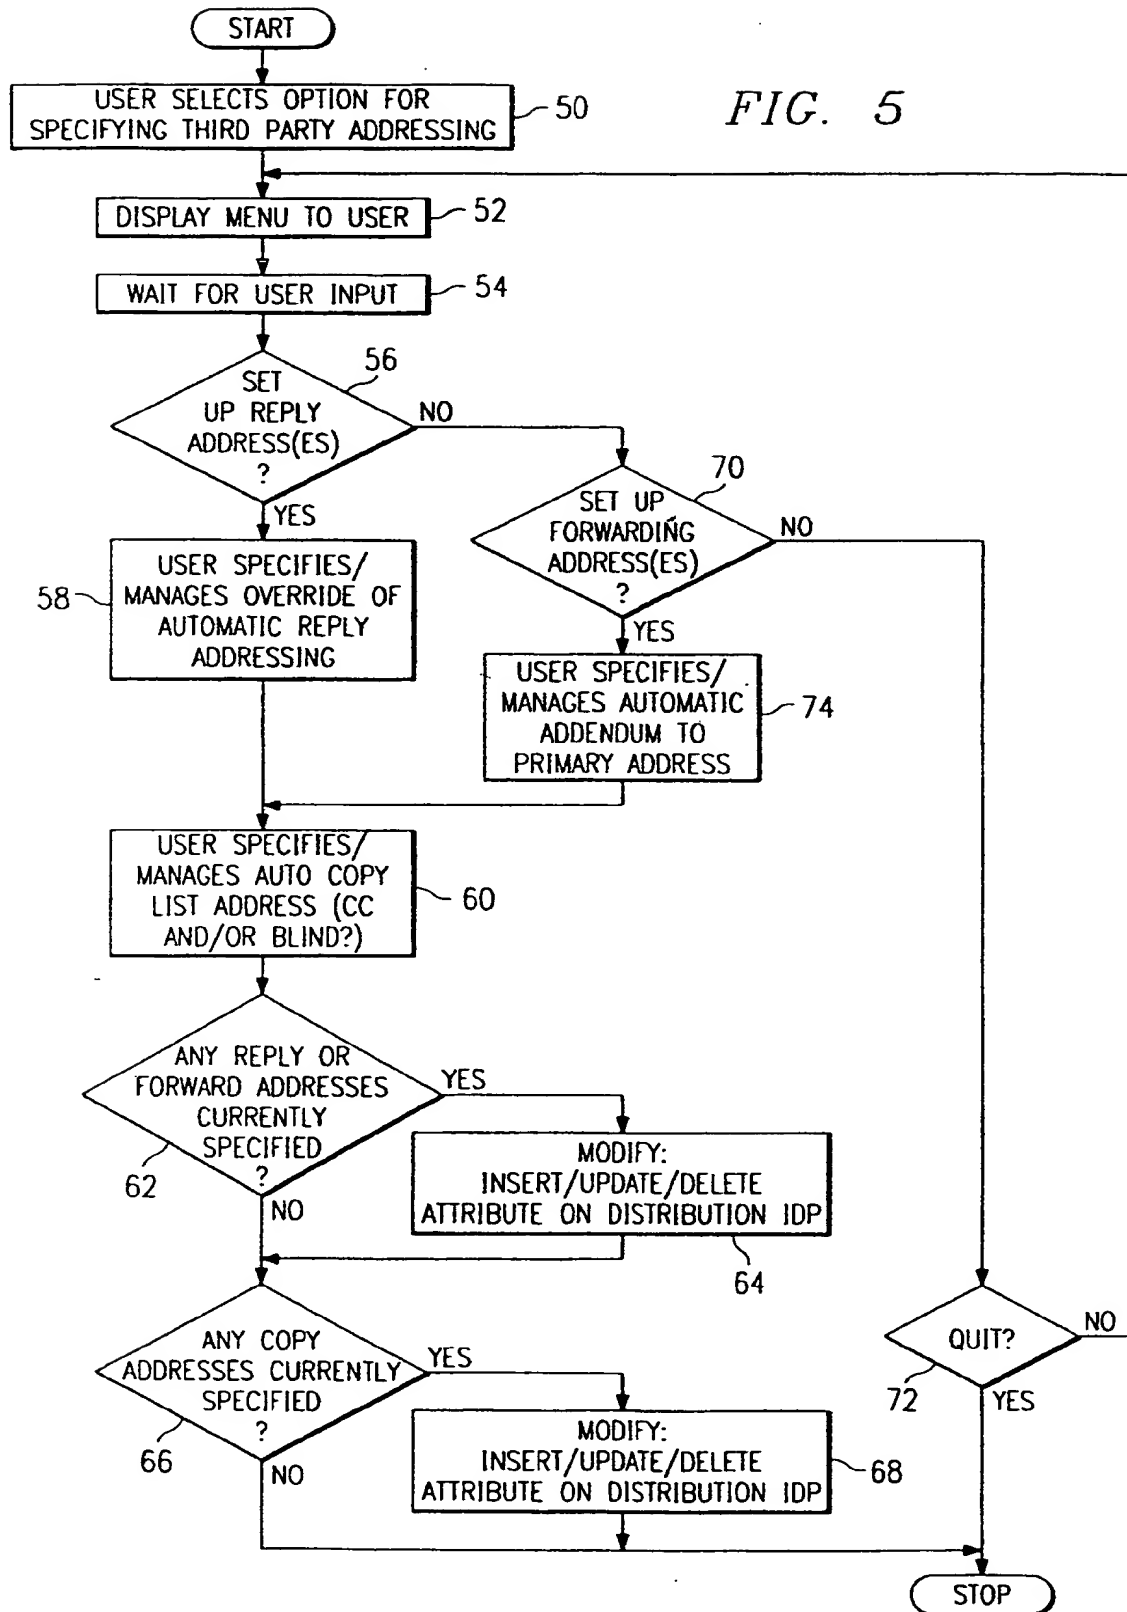 START
USER SELECTS OPTION FOR
SPECIFYING THIRD PARTY ADDRESSING
50
FIG. 5
DISPLAY MENU TO USER
52
WAIT FOR USER INPUT
54
56
SET
UP REPLY
ADDRESS(ES)
?
NO
YES
70
SET UP
FORWARDING
ADDRESS(ES)
?
NO
YES
58
USER SPECIFIES/
MANAGES OVERRIDE OF
AUTOMATIC REPLY
ADDRESSING
USER SPECIFIES/
MANAGES AUTOMATIC
ADDENDUM TO
PRIMARY ADDRESS
74
USER SPECIFIES/
MANAGES AUTO COPY
LIST ADDRESS (CC
AND/OR BLIND?)
60
ANY REPLY OR
FORWARD ADDRESSES
CURRENTLY
SPECIFIED
?
62
YES
NO
MODIFY:
INSERT/UPDATE/DELETE
ATTRIBUTE ON DISTRIBUTION IDP
64
ANY COPY
ADDRESSES CURRENTLY
SPECIFIED
?
66
YES
NO
MODIFY:
INSERT/UPDATE/DELETE
ATTRIBUTE ON DISTRIBUTION IDP
68
QUIT?
NO
72
YES
STOP